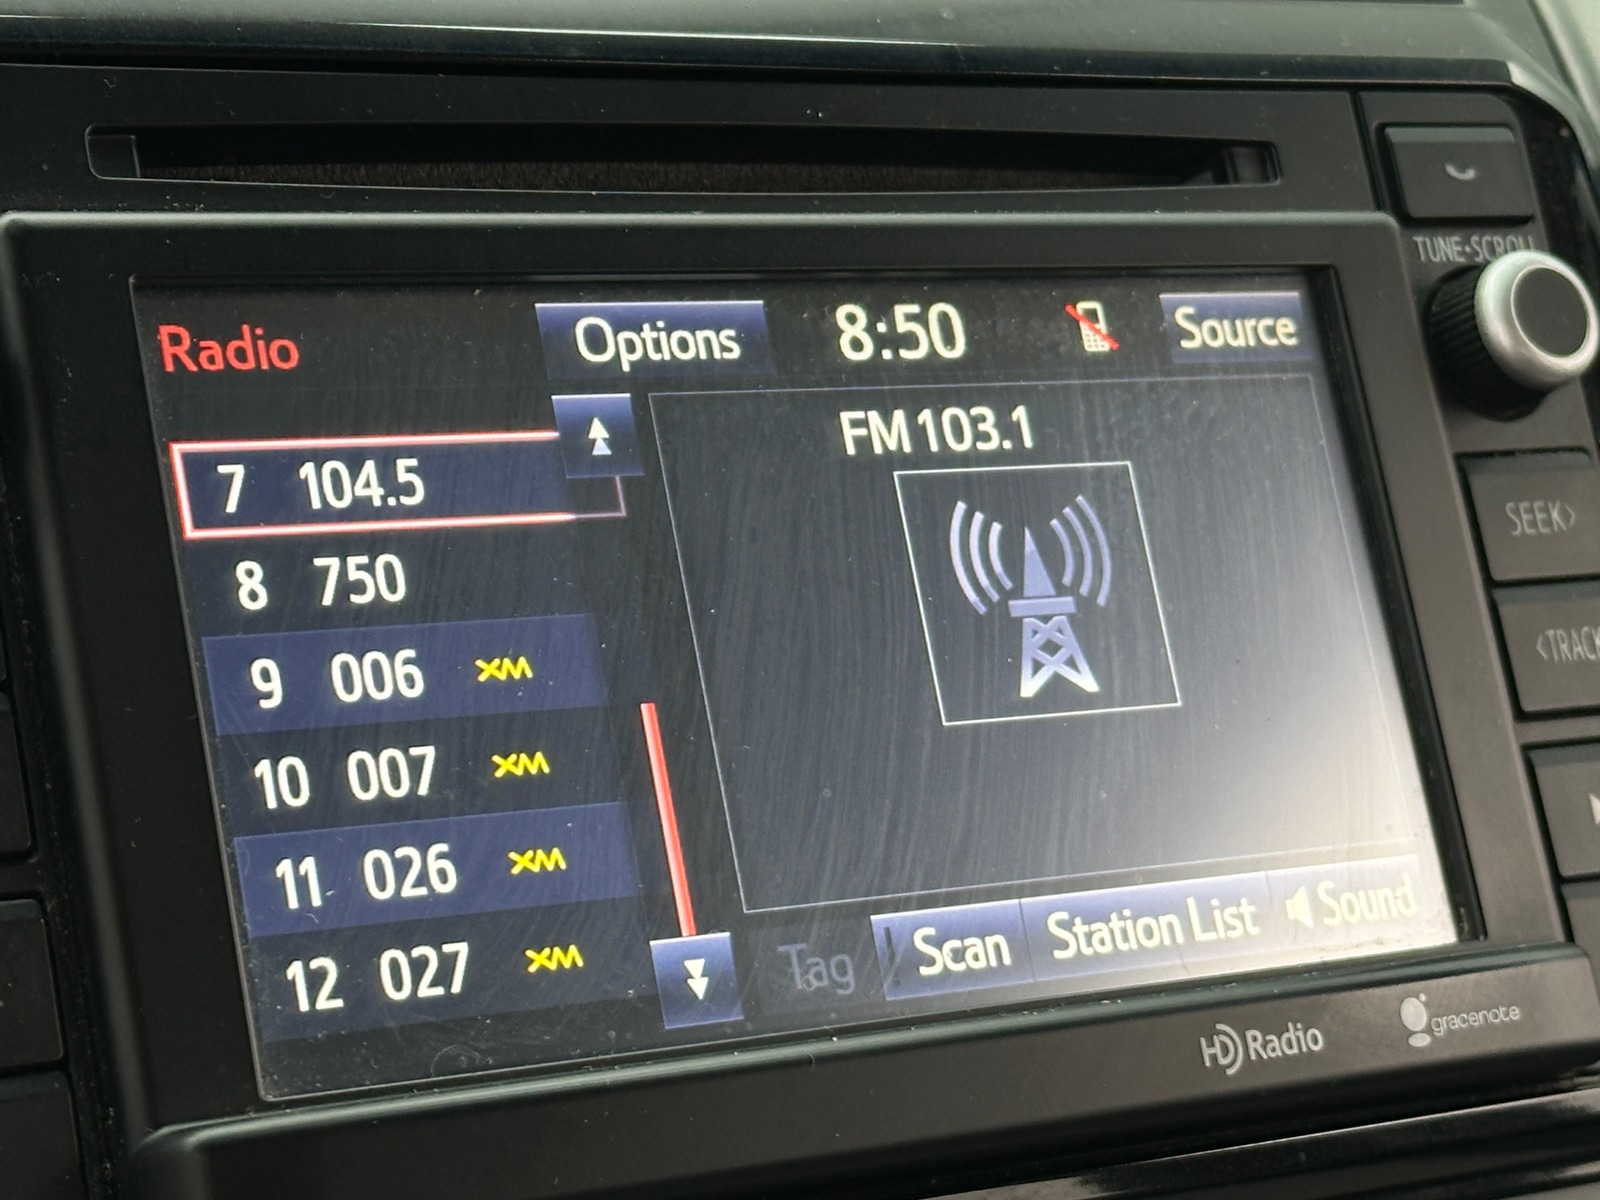 TUNE•SCROLL
Radio
Options
8:50
Source
FM 103.1
7 104.5
8 750
9 006 XM
10 007 XM
11 026 XM
12 027 XM
Tag
Scan
Station List
Sound
SEEK>
<TRACK
HD Radio
gracenote